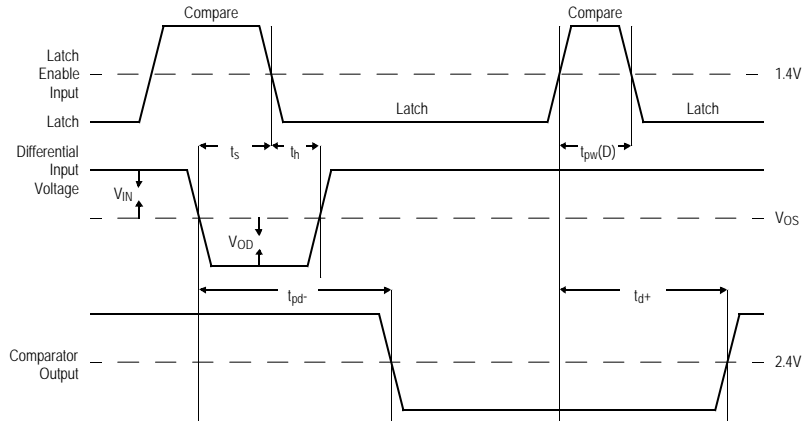 Compare
Compare
Latch
Enable
Input
1.4V
Latch
Latch
Latch
Differential
Input
Voltage
ts
th
tpw(D)
VIN
VOS
VOD
tpd-
td+
Comparator
Output
2.4V